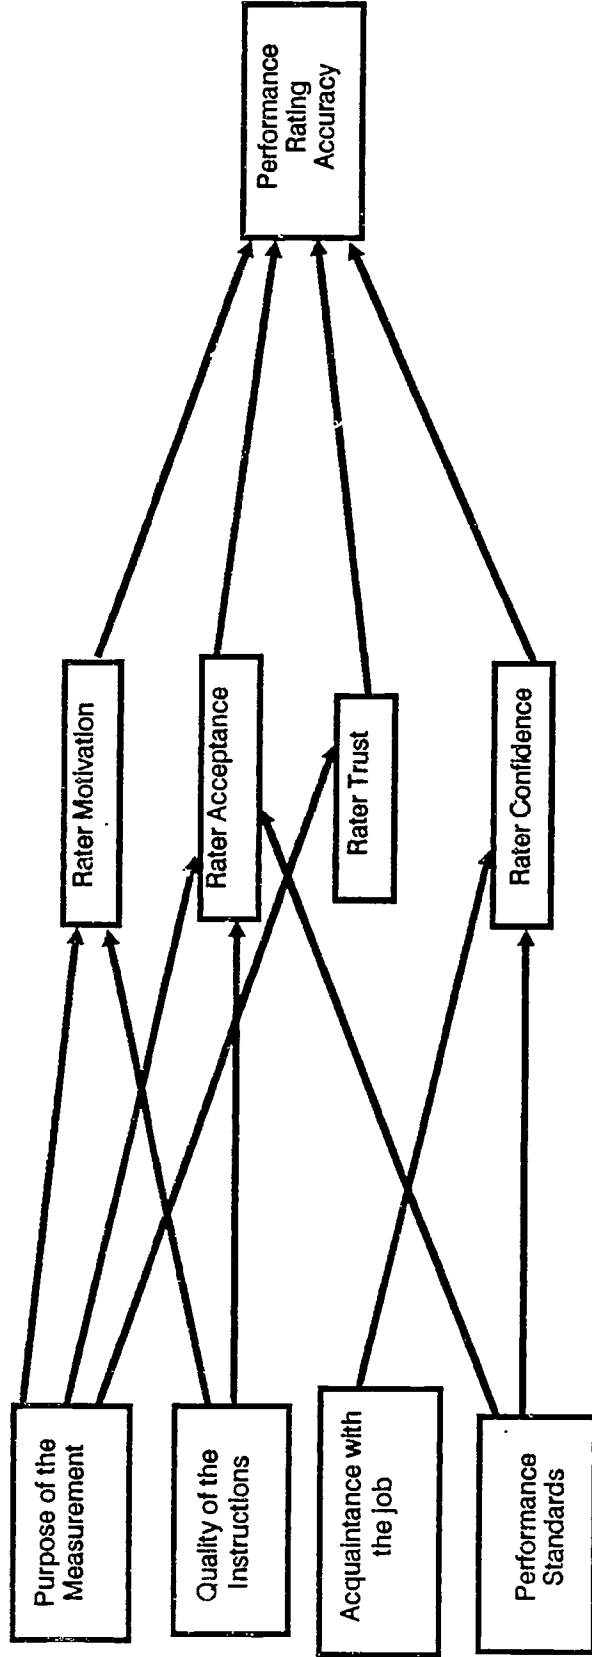 Purpose of the
Measurement
Quality of the
Instructions
Acquaintance with
the job
Performance
Standards
Rater Motivation
Rater Acceptance
Rater Trust
Rater Confidence
Performance
Rating
Accuracy